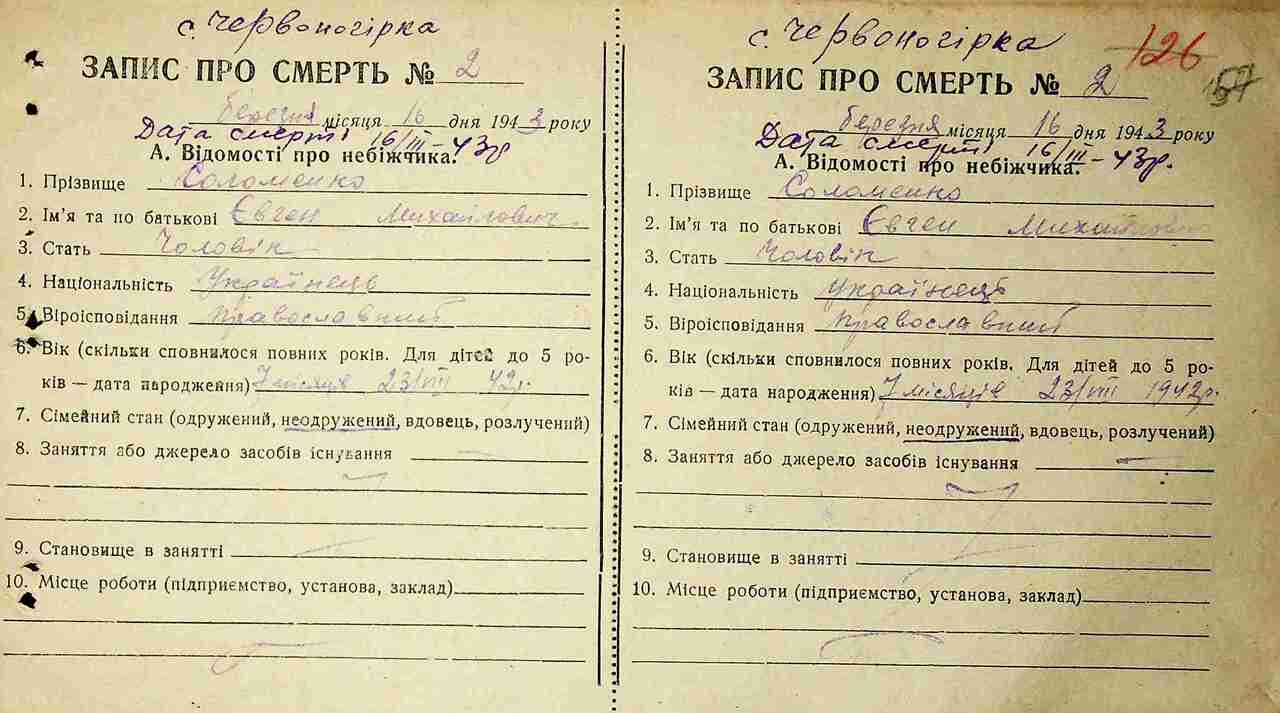 с. Червоногірка
ЗАПИС ПРО СМЕРТЬ № 2
березня місяця 16 дня 1943 року
Дата смерті 16/III-43р.
А. Відомості про небіжчика.
1. Прізвище Соломенко
2. Ім'я та по батькові Євген Михайлович
3. Стать Чоловік
4. Національність Українець
5. Віроісповідання православний
6. Вік (скільки сповнилося повних років. Для дітей до 5 ро-
ків — дата народження) 7 місяців 23/VIII 42р.
7. Сімейний стан (одружений, неодружений, вдовець, розлучений)
8. Заняття або джерело засобів існування
9. Становище в занятті
10. Місце роботи (підприємство, установа, заклад)
с. Червоногірка
126
ЗАПИС ПРО СМЕРТЬ № 2
березня місяця 16 дня 1943 року
Дата смерті 16/III-43р.
А. Відомості про небіжчика.
1. Прізвище Соломенко
2. Ім'я та по батькові Євген Михайлович
3. Стать Чоловік
4. Національність Українець
5. Віроісповідання православний
6. Вік (скільки сповнилося повних років. Для дітей до 5 ро-
ків — дата народження) 7 місяців 23/VIII 1942р.
7. Сімейний стан (одружений, неодружений, вдовець, розлучений)
8. Заняття або джерело засобів існування
9. Становище в занятті
10. Місце роботи (підприємство, установа, заклад)